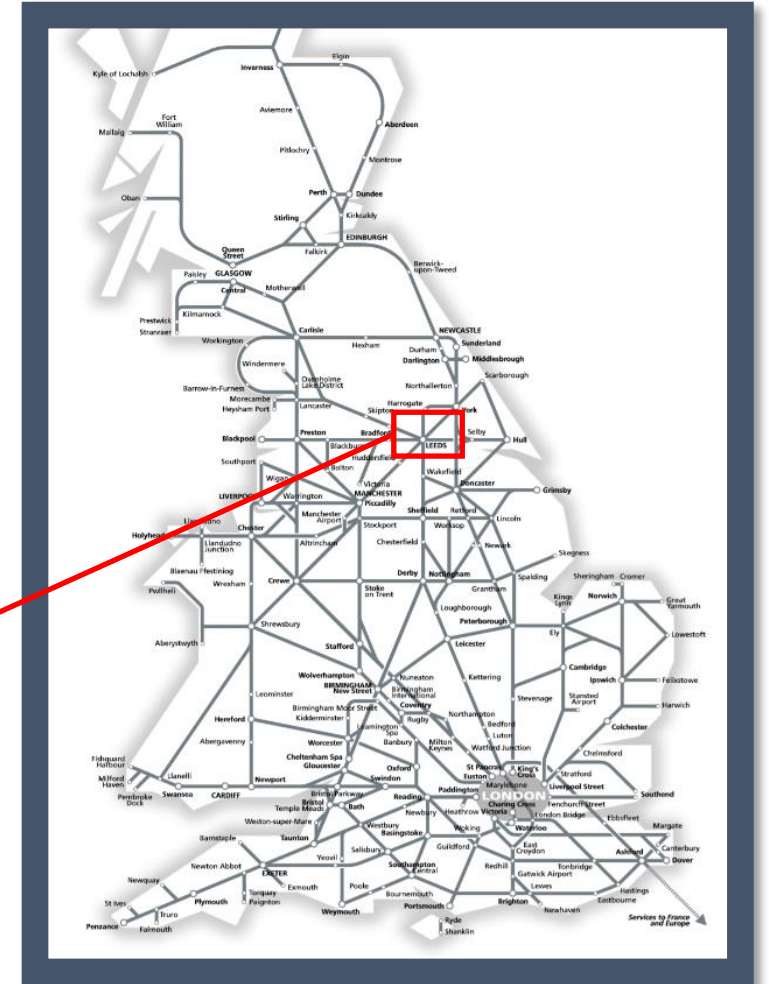 Elgin
Inverness
Kyle of Lochalsh
Aviemore
Fort
William
Mallaig
Aberdeen
Pitlochry
Montrose
Perth
Dundee
Oban
Stirling
Kirkcaldy
EDINBURGH
Queen
Street
Falkirk
Berwick-
upon-Tweed
Paisley
GLASGOW
Central
Motherwell
Kilmarnock
Prestwick
Stranraer
Carlisle
NEWCASTLE
Workington
Hexham
Sunderland
Durham
Darlington
Middlesbrough
Windermere
Scarborough
Oxenholme
Lake District
Northallerton
Barrow-in-Furness
Morecambe
Heysham Port
Lancaster
Harrogate
York
Skipton
Blackpool
Preston
Bradford
Selby
Hull
Blackburn
LEEDS
Southport
Huddersfield
Bolton
Wakefield
Wigan
Victoria
Doncaster
MANCHESTER
Grimsby
LIVERPOOL
Warrington
Piccadilly
Manchester
Airport
Sheffield
Retford
Lincoln
Llandudno
Chester
Stockport
Worksop
Holyhead
Llandudno
Junction
Altrincham
Chesterfield
Newark
Skegness
Blaenau Ffestiniog
Wrexham
Crewe
Derby
Nottingham
Spalding
Sheringham
Cromer
Pwllheli
Stoke
on Trent
Grantham
Kings
Lynn
Norwich
Great
Yarmouth
Loughborough
Peterborough
Aberystwyth
Shrewsbury
Ely
Lowestoft
Stafford
Leicester
Wolverhampton
Cambridge
BIRMINGHAM
New Street
Nuneaton
Kettering
Ipswich
Felixstowe
Birmingham
International
Leominster
Coventry
Stevenage
Stansted
Airport
Harwich
Birmingham Moor Street
Kidderminster
Rugby
Northampton
Hereford
Leamington
Spa
Bedford
Colchester
Worcester
Banbury
Milton
Keynes
Luton
Abergavenny
Watford Junction
Chelmsford
Fishguard
Harbour
Cheltenham Spa
Gloucester
Oxford
St Pancras
Euston
King's
Cross
Stratford
Milford
Haven
Llanelli
Newport
Swindon
Marylebone
Liverpool Street
Pembroke
Dock
Swansea
CARDIFF
Bristol Parkway
Reading
Paddington
LONDON
Southend
Bristol
Temple Meads
Bath
Newbury
Heathrow
Victoria
Charing Cross
Fenchurch Street
London Bridge
Weston-super-Mare
Westbury
Basingstoke
Woking
Waterloo
Ebbsfleet
Margate
Barnstaple
Taunton
Salisbury
Guildford
East
Croydon
Ashford
Canterbury
Dover
Newton Abbot
Yeovil
Southampton
Central
Redhill
Gatwick Airport
Tonbridge
EXETER
Newquay
Exmouth
Poole
Lewes
Hastings
St Ives
Plymouth
Torquay
Paignton
Bournemouth
Eastbourne
Truro
Weymouth
Portsmouth
Brighton
Newhaven
Penzance
Falmouth
Ryde
Shanklin
Services to France
and Europe